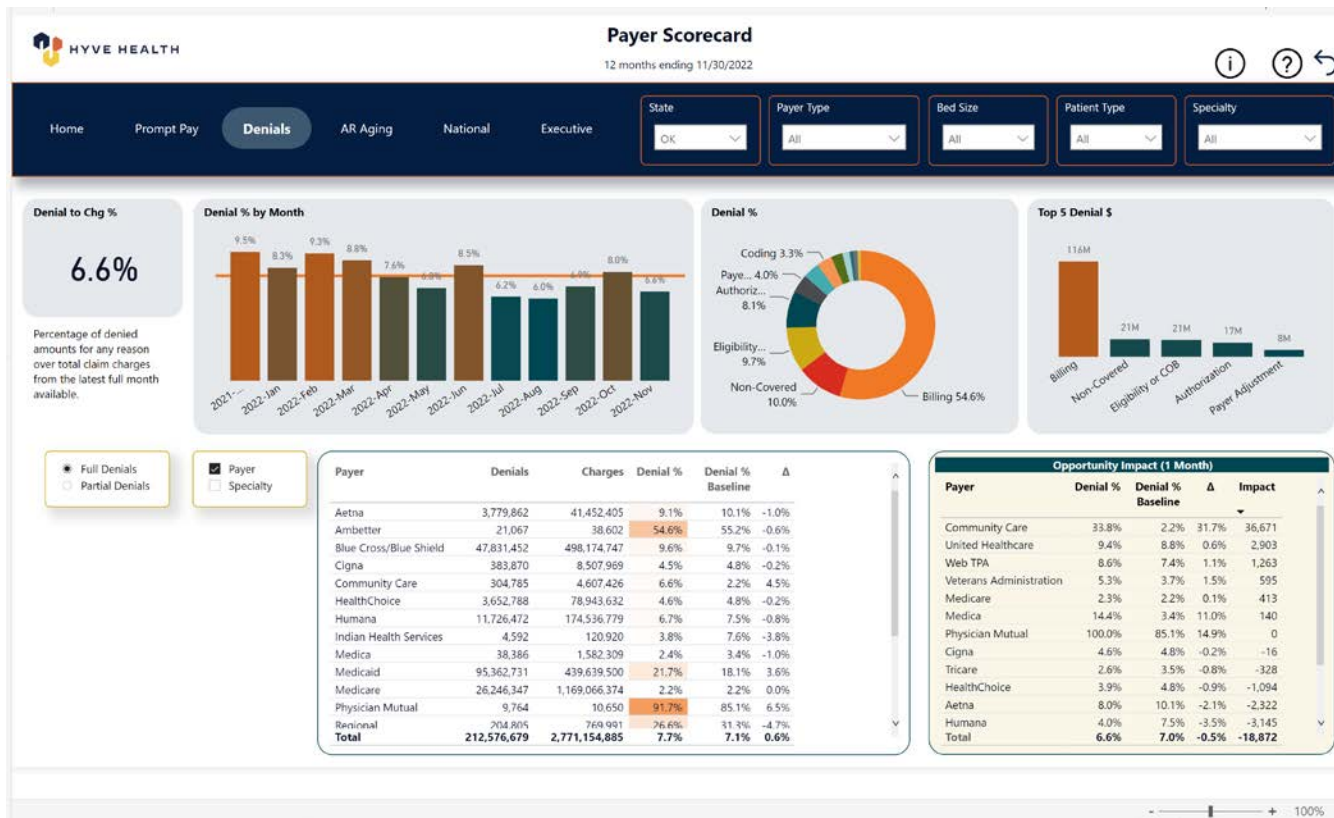 HYVE HEALTH
Payer Scorecard
12 months ending 11/30/2022
Home Prompt Pay Denials AR Aging National Executive
State Payer Type Bed Size Patient Type Specialty
OK All All All All
Denial to Chg %
6.6%
Percentage of denied
amounts for any reason
over total claim charges
from the latest full month
available.
Denial % by Month
9.5% 8.3% 9.3% 8.8% 7.6% 6.8% 8.5% 6.2% 6.0% 6.9% 8.0% 6.6%
2021-... 2022-Jan 2022-Feb 2022-Mar 2022-Apr 2022-May 2022-Jun 2022-Jul 2022-Aug 2022-Sep 2022-Oct 2022-Nov
Denial %
Coding 3.3%
Paye... 4.0%
Authoriz...
8.1%
Eligibility...
9.7%
Non-Covered
10.0%
Billing 54.6%
Top 5 Denial $
116M 21M 21M 17M 8M
Billing Non-Covered Eligibility or COB Authorization Payer Adjustment
Full Denials
Partial Denials
Payer
Specialty
Payer Denials Charges Denial % Denial % Δ
Baseline
Aetna 3,779,862 41,452,405 9.1% 10.1% -1.0%
Ambetter 21,067 38,602 54.6% 55.2% -0.6%
Blue Cross/Blue Shield 47,831,452 498,174,747 9.6% 9.7% -0.1%
Cigna 383,870 8,507,969 4.5% 4.8% -0.2%
Community Care 304,785 4,607,426 6.6% 2.2% 4.5%
HealthChoice 3,652,788 78,943,632 4.6% 4.8% -0.2%
Humana 11,726,472 174,536,779 6.7% 7.5% -0.8%
Indian Health Services 4,592 120,920 3.8% 7.6% -3.8%
Medica 38,386 1,582,309 2.4% 3.4% -1.0%
Medicaid 95,362,731 439,639,500 21.7% 18.1% 3.6%
Medicare 26,246,347 1,169,066,374 2.2% 2.2% 0.0%
Physician Mutual 9,764 10,650 91.7% 85.1% 6.5%
Regional 204,805 769,991 26.6% 31.3% -4.7%
Total 212,576,679 2,771,154,885 7.7% 7.1% 0.6%
Opportunity Impact (1 Month)
Payer Denial % Denial % Δ Impact
Baseline
Community Care 33.8% 2.2% 31.7% 36,671
United Healthcare 9.4% 8.8% 0.6% 2,903
Web TPA 8.6% 7.4% 1.1% 1,263
Veterans Administration 5.3% 3.7% 1.5% 595
Medicare 2.3% 2.2% 0.1% 413
Medica 14.4% 3.4% 11.0% 140
Physician Mutual 100.0% 85.1% 14.9% 0
Cigna 4.6% 4.8% -0.2% -16
Tricare 2.6% 3.5% -0.8% -328
HealthChoice 3.9% 4.8% -0.9% -1,094
Aetna 8.0% 10.1% -2.1% -2,322
Humana 4.0% 7.5% -3.5% -3,145
Total 6.6% 7.0% -0.5% -18,872
- + 100%